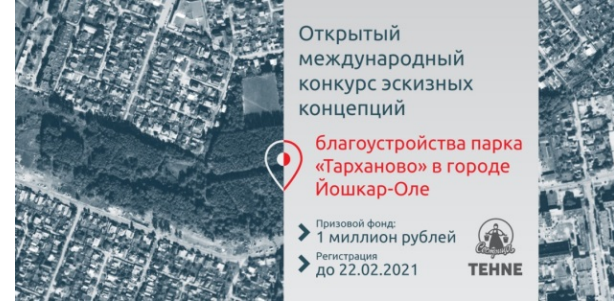 Открытый
международный
конкурс эскизных
концепций
благоустройства парка
«Тарханово» в городе
Йошкар-Оле
Призовой фонд:
1 миллион рублей
Регистрация
до 22.02.2021
TEHNE